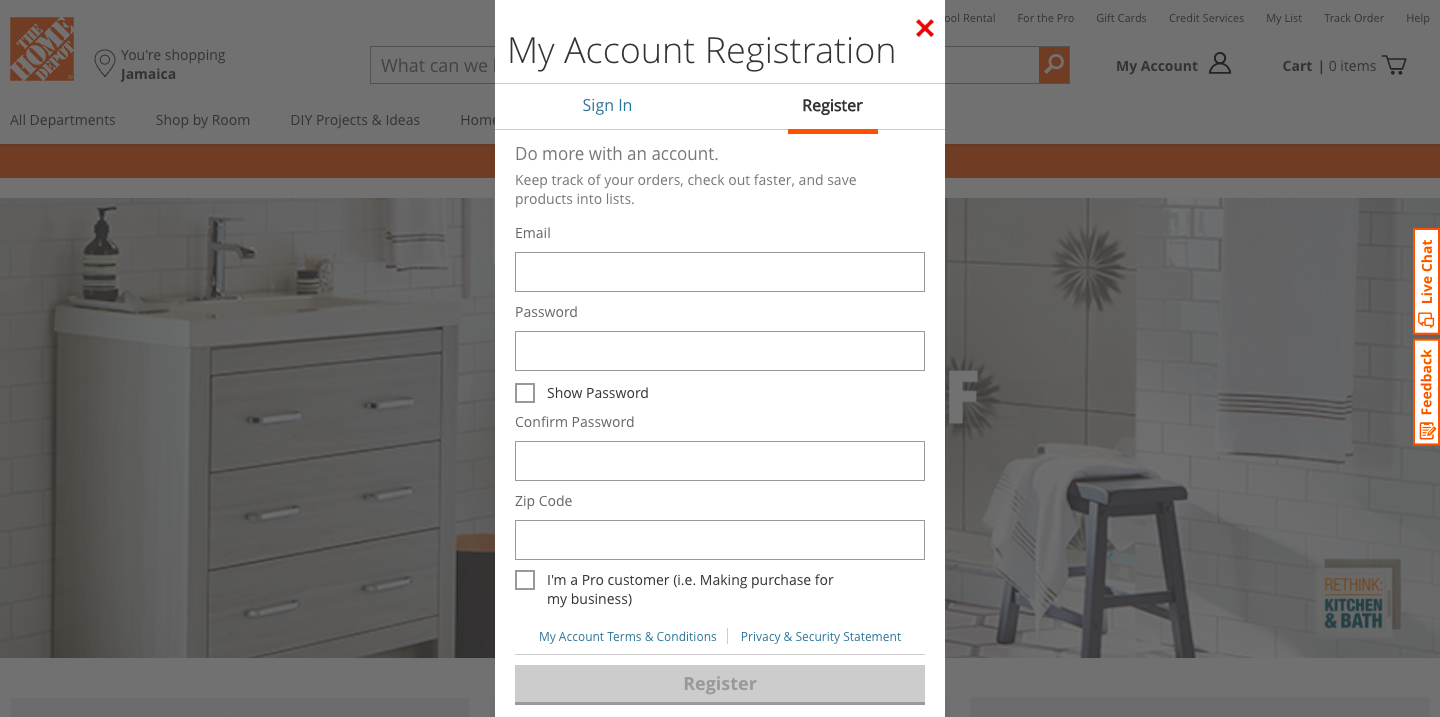 THE HOME DEPOT
You're shopping
Jamaica
What can we
ool Rental
For the Pro
Gift Cards
Credit Services
My List
Track Order
Help
My Account
Cart | 0 items
All Departments
Shop by Room
DIY Projects & Ideas
Home
My Account Registration
Sign In
Register
Do more with an account.
Keep track of your orders, check out faster, and save
products into lists.
Email
Password
Show Password
Confirm Password
Zip Code
I'm a Pro customer (i.e. Making purchase for
my business)
My Account Terms & Conditions
Privacy & Security Statement
Register
F
Live Chat
Feedback
RETHINK:
KITCHEN
& BATH